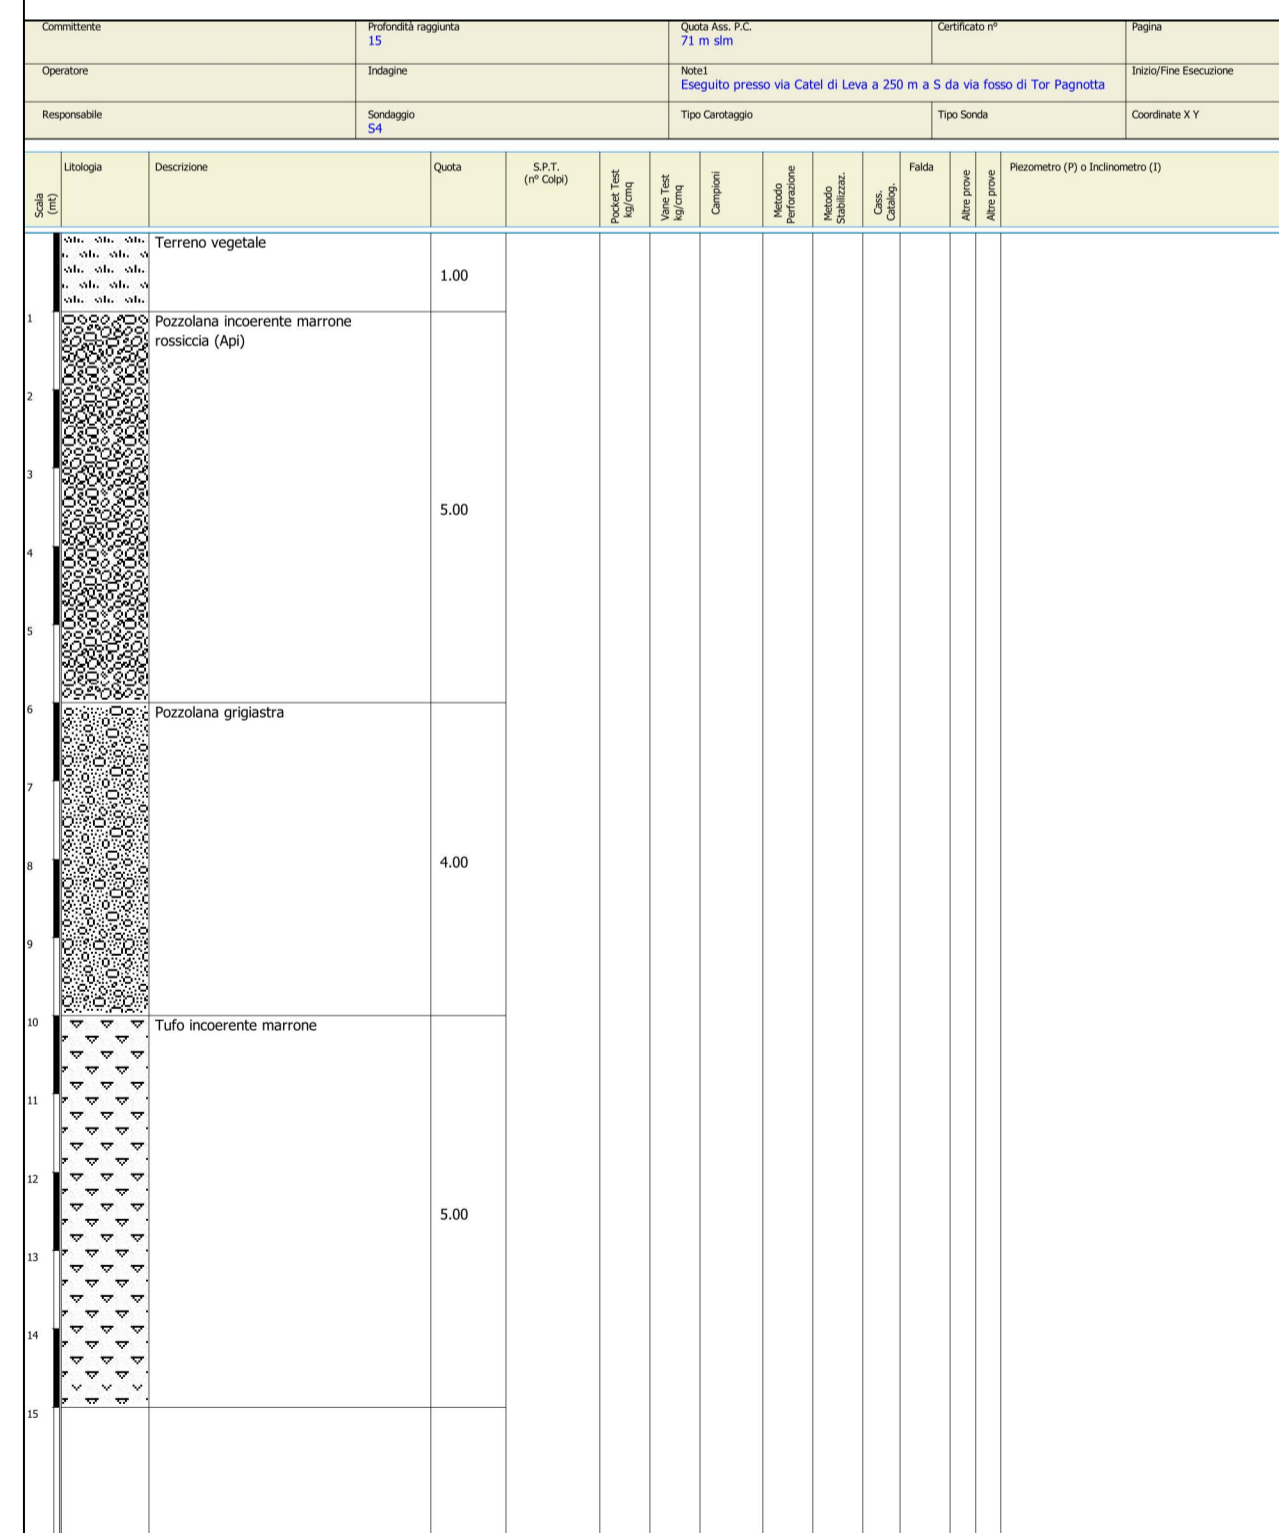 Committente
Profondità raggiunta
15
Quota Ass. P.C.
71 m slm
Certificato n°
Pagina
Operatore
Indagine
Note1
Eseguito presso via Catel di Leva a 250 m a S da via fosso di Tor Pagnotta
Inizio/Fine Esecuzione
Responsabile
Sondaggio
S4
Tipo Carotaggio
Tipo Sonda
Coordinate X Y
Scala
(mt)
Litologia
Descrizione
Quota
S.P.T.
(n° Colpi)
Pocket Test
kg/cmq
Vane Test
kg/cmq
Campioni
Metodo
Perforazione
Metodo
Stabilizzaz.
Cass.
Catalog.
Falda
Altre prove
Altre prove
Piezometro (P) o Inclinometro (I)
Terreno vegetale
1.00
1
Pozzolana incoerente marrone
rossiccia (Api)
2
3
5.00
4
5
6
Pozzolana grigiastra
7
8
4.00
9
10
Tufo incoerente marrone
11
12
5.00
13
14
15